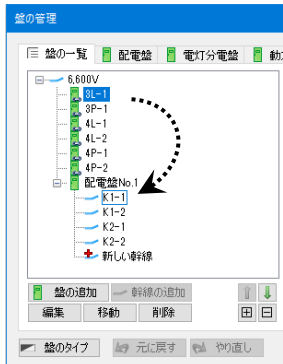 盤の管理
盤の一覧 配電盤 電灯分電盤
6,600V
3L-1
3P-1
4L-1
4L-2
4P-1
4P-2
配電盤No.1
K1-1
K1-2
K2-1
K2-2
新しい幹線
盤の追加 幹線の追加
編集 移動 削除
盤のタイプ 元に戻す やり直し